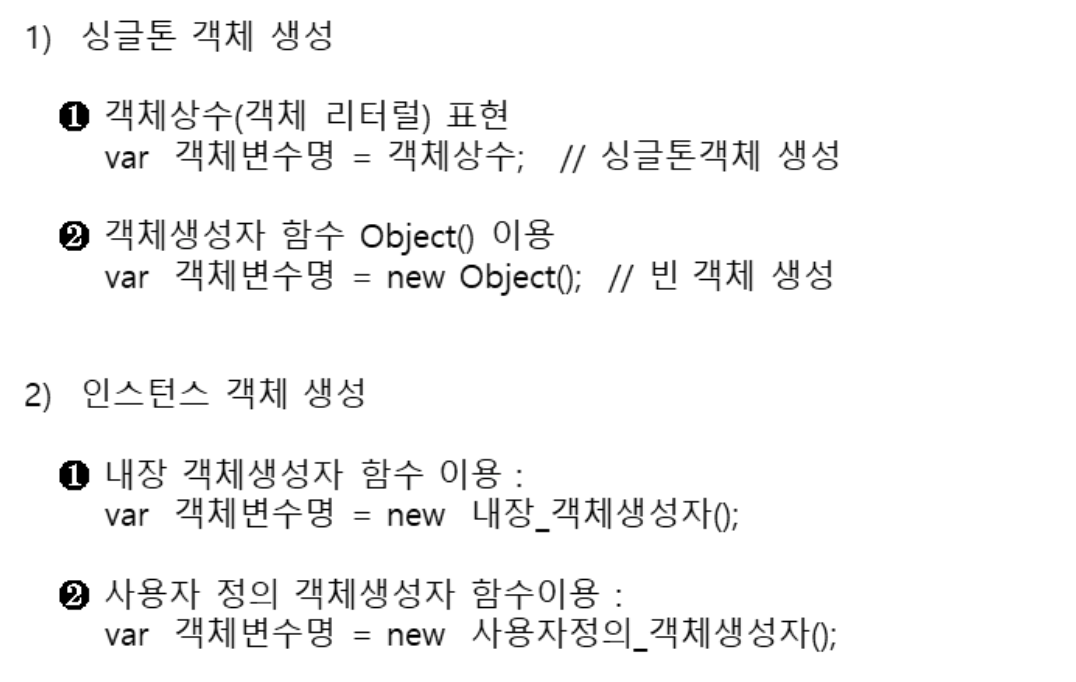 1) 싱글톤 객체 생성
❶ 객체상수(객체 리터럴) 표현
var 객체변수명 = 객체상수; // 싱글톤객체 생성
❷ 객체생성자 함수 Object() 이용
var 객체변수명 = new Object(); // 빈 객체 생성
2) 인스턴스 객체 생성
❶ 내장 객체생성자 함수 이용 :
var 객체변수명 = new 내장_객체생성자();
❷ 사용자 정의 객체생성자 함수이용 :
var 객체변수명 = new 사용자정의_객체생성자();